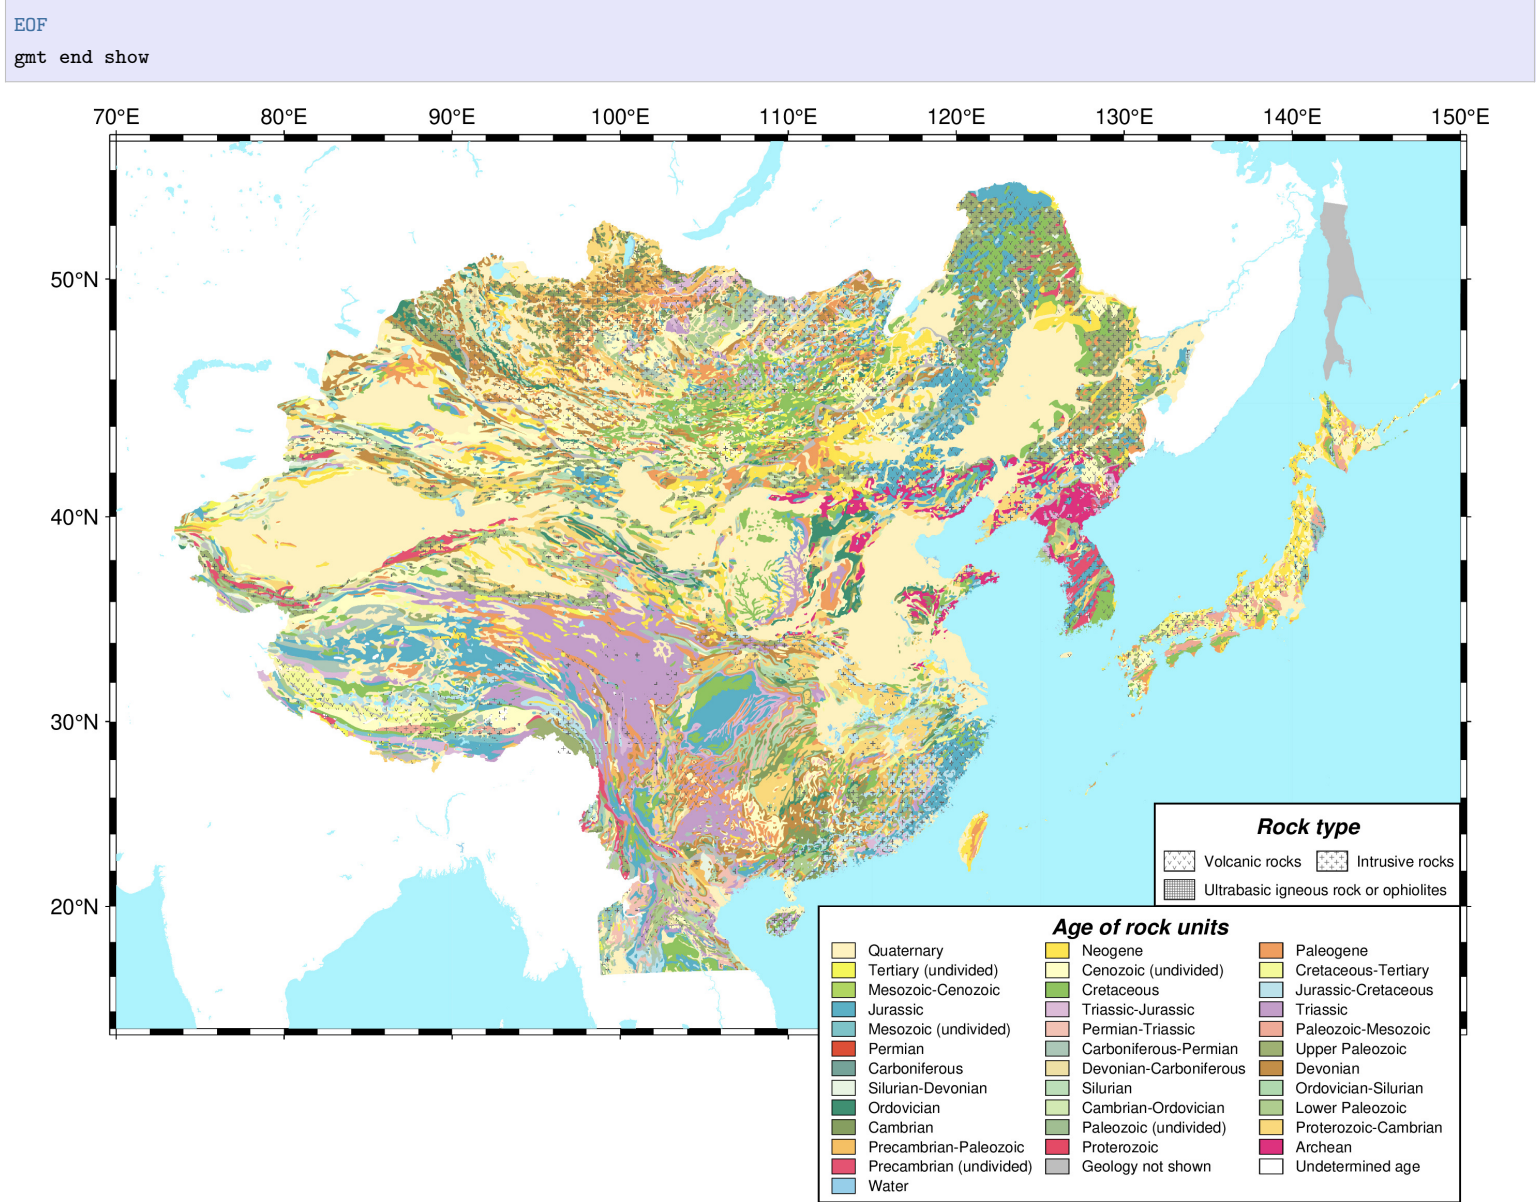 EOF
gmt end show
70°E 80°E 90°E 100°E 110°E 120°E 130°E 140°E 150°E
50°N
40°N
30°N
20°N
Rock type
Volcanic rocks Intrusive rocks
Ultrabasic igneous rock or ophiolites
Age of rock units
Quaternary Neogene Paleogene
Tertiary (undivided) Cenozoic (undivided) Cretaceous-Tertiary
Mesozoic-Cenozoic Cretaceous Jurassic-Cretaceous
Jurassic Triassic-Jurassic Triassic
Mesozoic (undivided) Permian-Triassic Paleozoic-Mesozoic
Permian Carboniferous-Permian Upper Paleozoic
Carboniferous Devonian-Carboniferous Devonian
Silurian-Devonian Silurian Ordovician-Silurian
Ordovician Cambrian-Ordovician Lower Paleozoic
Cambrian Paleozoic (undivided) Proterozoic-Cambrian
Precambrian-Paleozoic Proterozoic Archean
Precambrian (undivided) Geology not shown Undetermined age
Water